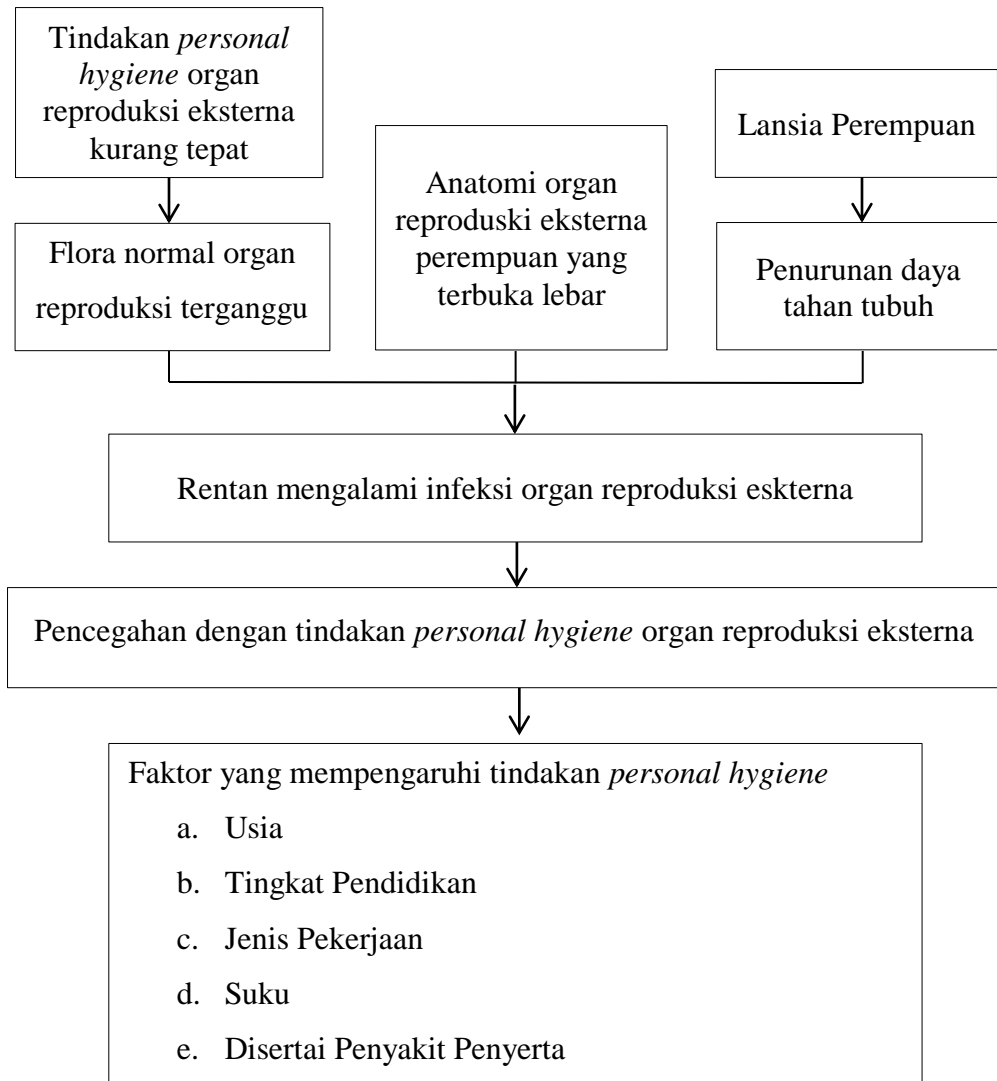 Tindakan personal
hygiene organ
reproduksi eksterna
kurang tepat
Anatomi organ
reproduski eksterna
perempuan yang
terbuka lebar
Lansia Perempuan
Flora normal organ
reproduksi terganggu
Penurunan daya
tahan tubuh
Rentan mengalami infeksi organ reproduksi eskterna
Pencegahan dengan tindakan personal hygiene organ reproduksi eksterna
Faktor yang mempengaruhi tindakan personal hygiene
a. Usia
b. Tingkat Pendidikan
c. Jenis Pekerjaan
d. Suku
e. Disertai Penyakit Penyerta